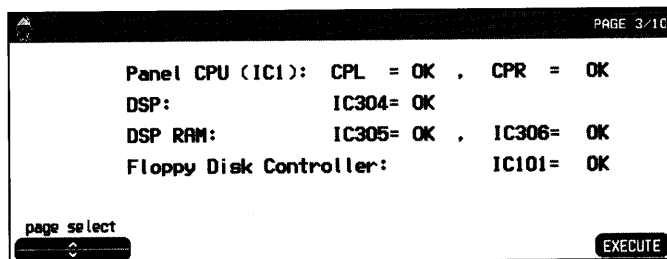 PAGE 3/10
Panel CPU (IC1): CPL = OK , CPR = OK
DSP: IC304= OK
DSP RAM: IC305= OK , IC306= OK
Floppy Disk Controller: IC101= OK
page select
EXECUTE